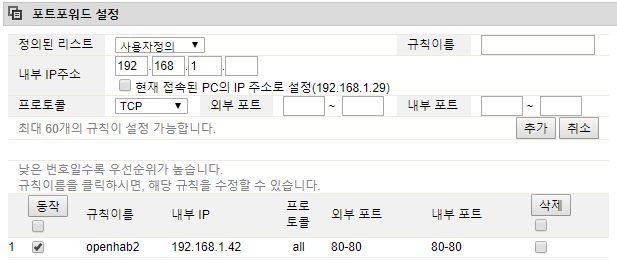 포트포워드 설정
정의된 리스트 사용자정의 규칙이름
내부 IP주소 192 . 168 . 1 .
현재 접속된 PC의 IP 주소로 설정(192.168.1.29)
프로토콜 TCP 외부 포트 ~ 내부 포트 ~
최대 60개의 규칙이 설정 가능합니다. 추가 취소
낮은 번호일수록 우선순위가 높습니다.
규칙이름을 클릭하시면, 해당 규칙을 수정할 수 있습니다.
동작 규칙이름 내부 IP 프로토콜 외부 포트 내부 포트 삭제
1 openhab2 192.168.1.42 all 80-80 80-80